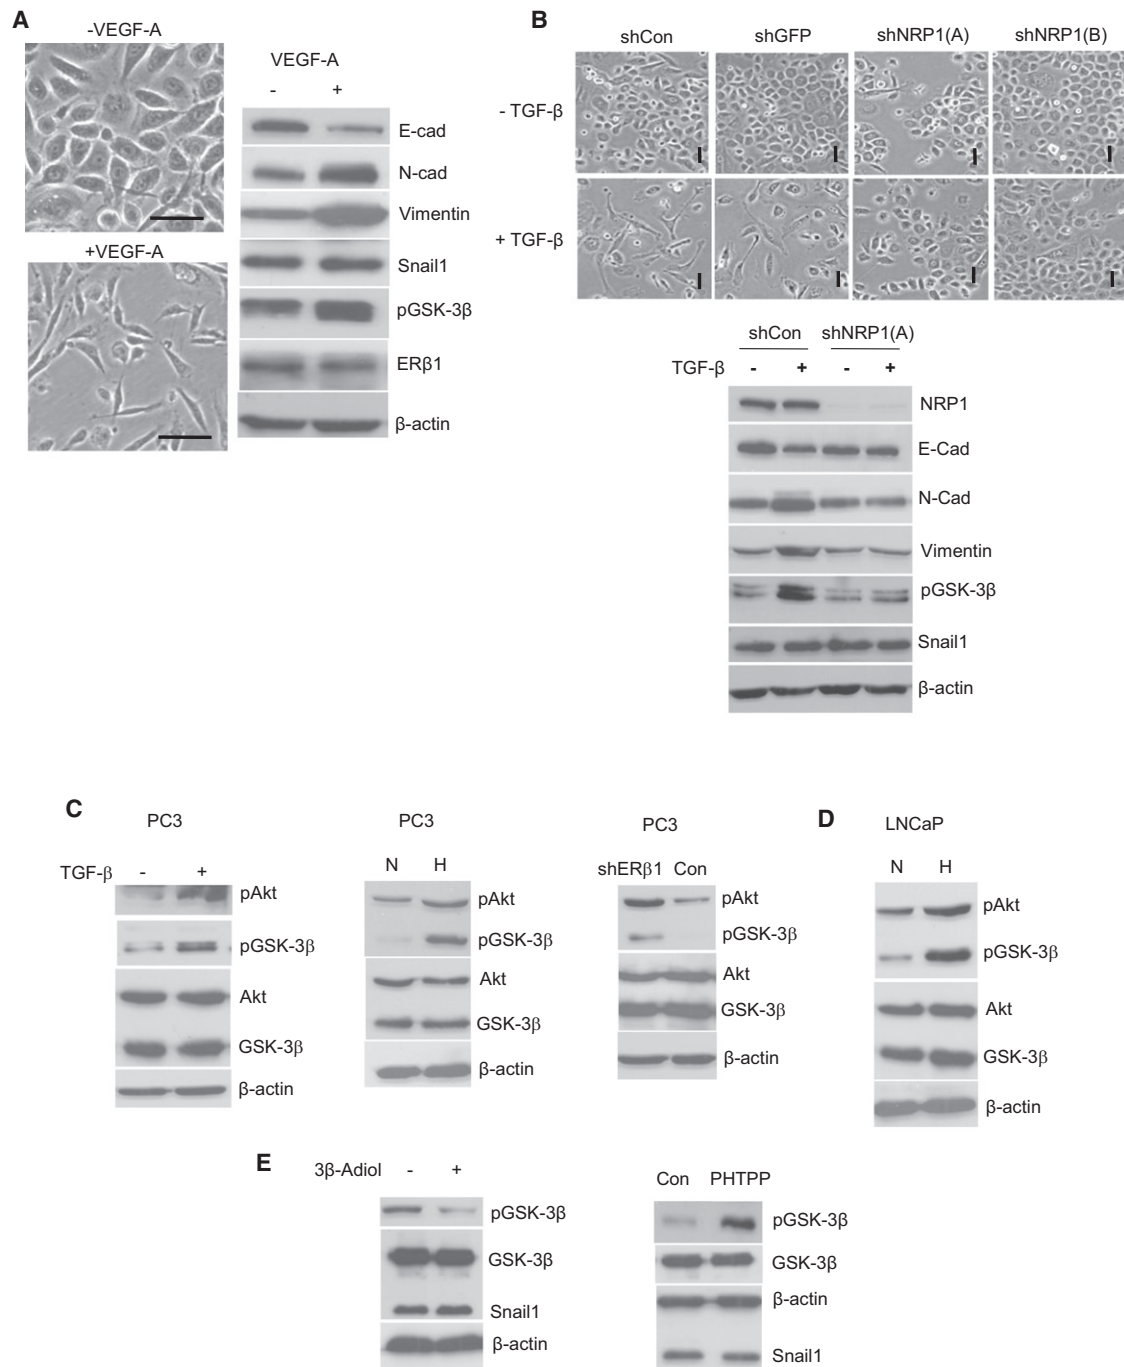 A
-VEGF-A
+VEGF-A
VEGF-A
- +
E-cad
N-cad
Vimentin
Snail1
pGSK-3β
ERβ1
β-actin
B
shCon shGFP shNRP1(A) shNRP1(B)
- TGF-β
+ TGF-β
shCon shNRP1(A)
TGF-β - + - +
NRP1
E-Cad
N-Cad
Vimentin
pGSK-3β
Snail1
β-actin
C
PC3
TGF-β - +
pAkt
pGSK-3β
Akt
GSK-3β
β-actin
PC3
N H
pAkt
pGSK-3β
Akt
GSK-3β
β-actin
PC3
shERβ1 Con
pAkt
pGSK-3β
Akt
GSK-3β
β-actin
D
LNCaP
N H
pAkt
pGSK-3β
Akt
GSK-3β
β-actin
E
3β-Adiol - +
pGSK-3β
GSK-3β
Snail1
β-actin
Con PHTPP
pGSK-3β
GSK-3β
β-actin
Snail1